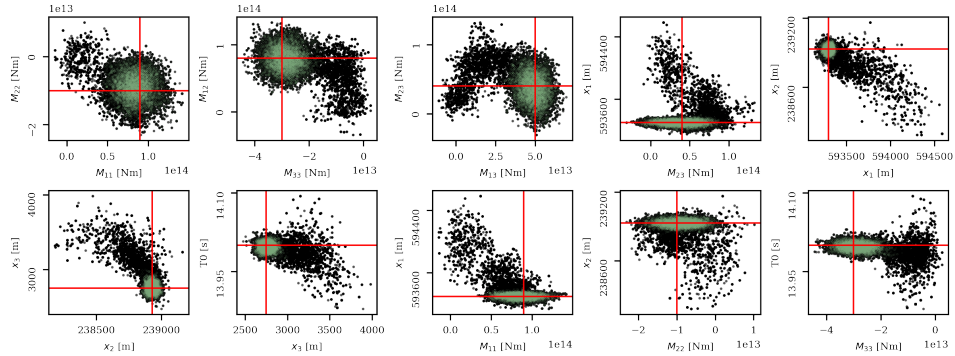 1e13
1e14
1e14
0
−2
M22 [Nm]
0.0
0.5
1.0
M11 [Nm]
1e14
1
0
M12 [Nm]
−4
−2
0
M33 [Nm]
1e13
1
0
M23 [Nm]
0.0
2.5
5.0
M13 [Nm]
1e13
594400
593600
x1 [m]
0.0
0.5
1.0
M23 [Nm]
1e14
239200
238600
x2 [m]
593500
594000
594500
x1 [m]
4000
3000
x3 [m]
238500
239000
x2 [m]
14.10
13.95
T0 [s]
2500
3000
3500
4000
x3 [m]
594400
593600
x1 [m]
0.0
0.5
1.0
M11 [Nm]
1e14
239200
238600
x2 [m]
−2
−1
0
1
M22 [Nm]
1e13
14.10
13.95
T0 [s]
−4
−2
0
M33 [Nm]
1e13